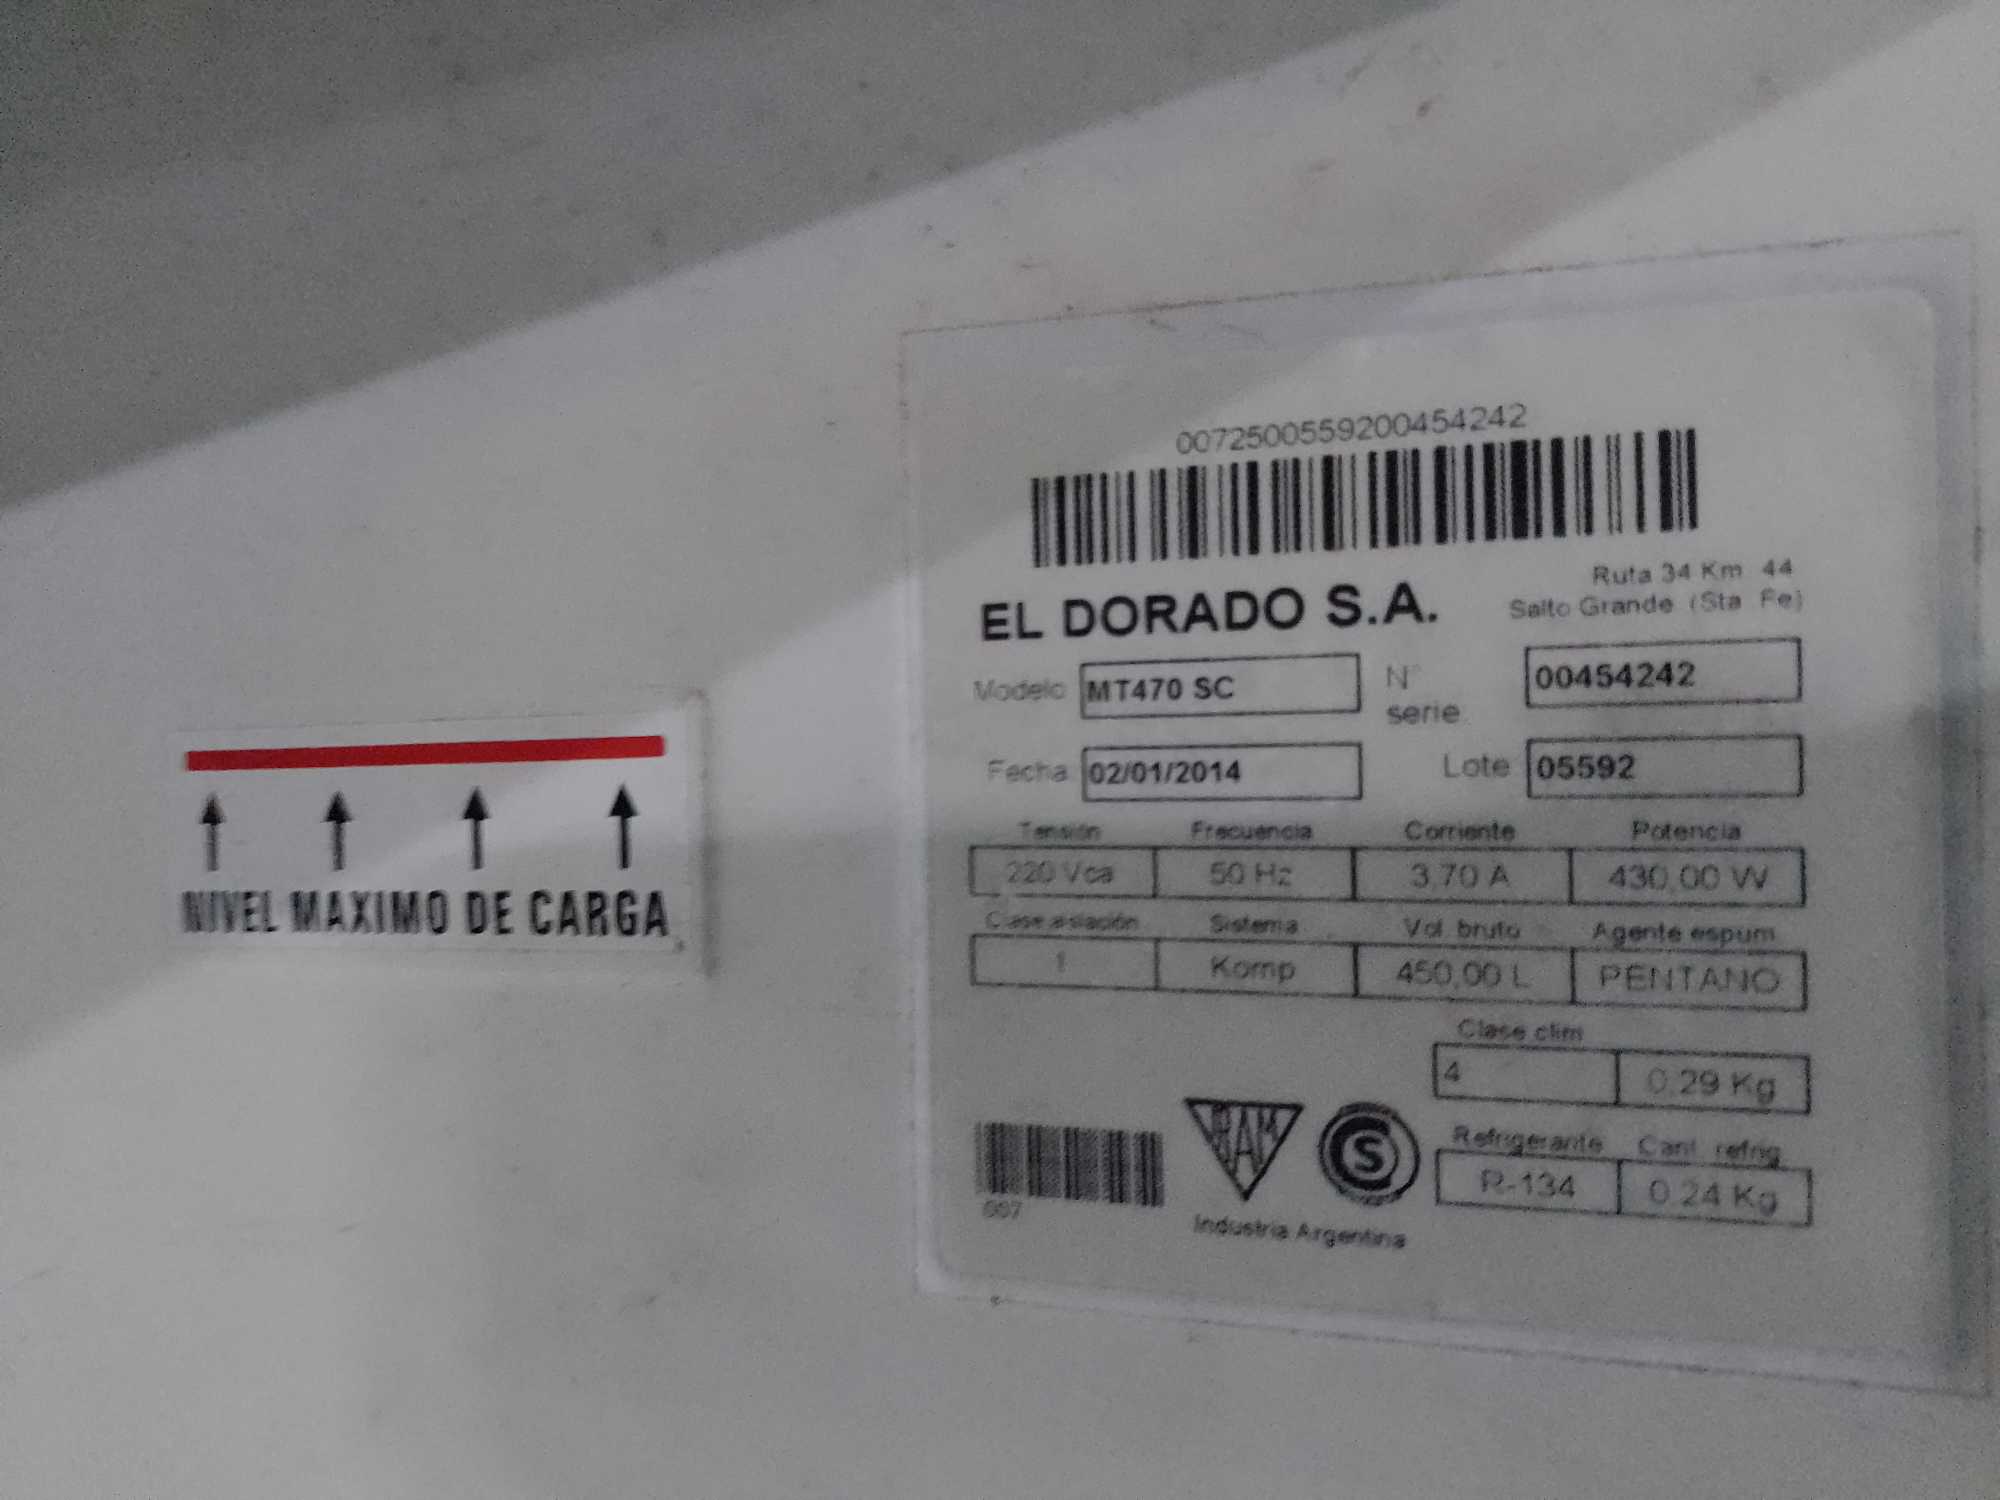 NIVEL MAXIMO DE CARGA
0072500559200454242
EL DORADO S.A.
Ruta 34 Km 44
Salto Grande (Sta Fe)
Modelo MT470 SC N° serie 00454242
Fecha 02/01/2014 Lote 05592
Tensión Frecuencia Corriente Potencia
220 Vca 50 Hz 3,70 A 430,00 W
Clase aislación Sistema Vol. bruto Agente espum
1 Komp 450,00 L PENTANO
Clase clim
4 0,29 Kg
Refrigerante Cant. refrig
R-134 0,24 Kg
007
IRAM
S
Industria Argentina